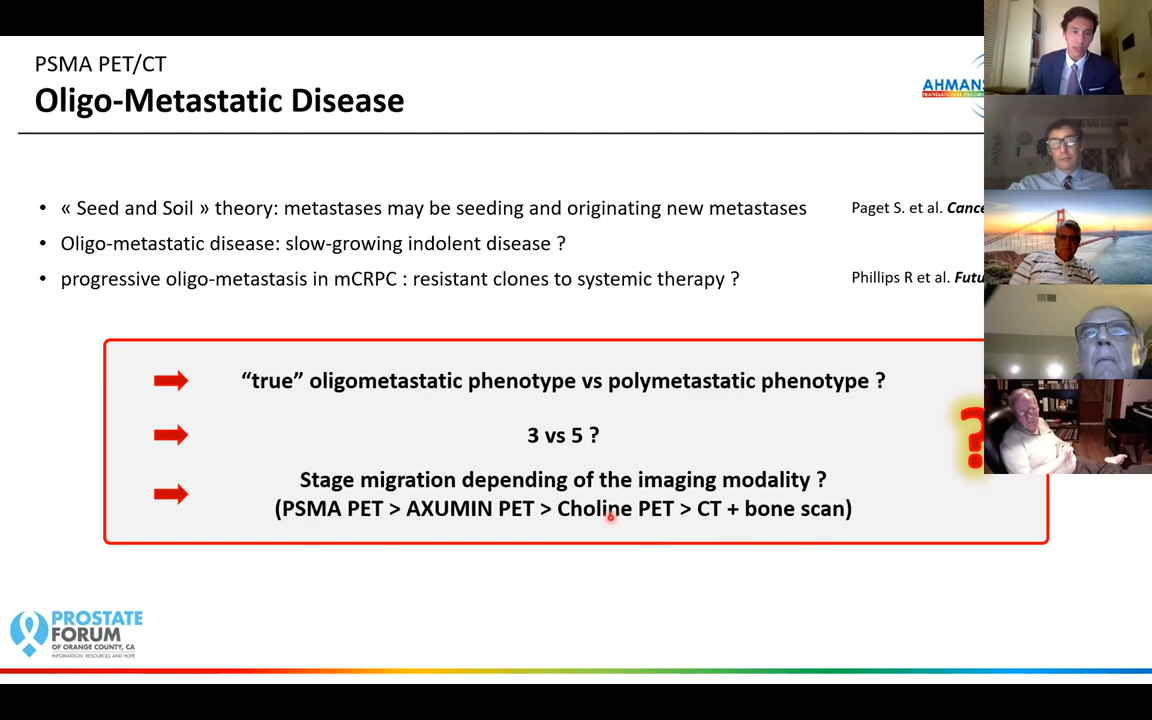 PSMA PET/CT
Oligo-Metastatic Disease
« Seed and Soil » theory: metastases may be seeding and originating new metastases
Paget S. et al.
Oligo-metastatic disease: slow-growing indolent disease ?
progressive oligo-metastasis in mCRPC : resistant clones to systemic therapy ?
Phillips R et al.
“true” oligometastatic phenotype vs polymetastatic phenotype ?
3 vs 5 ?
?
Stage migration depending of the imaging modality ?
(PSMA PET > AXUMIN PET > Choline PET > CT + bone scan)
PROSTATE
FORUM
OF ORANGE COUNTY, CA
INFORMATION, RESOURCES AND HOPE